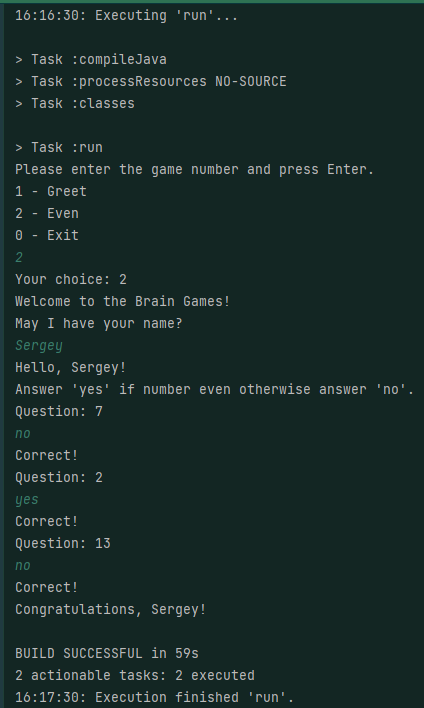 16:16:30: Executing 'run'...
> Task :compileJava
> Task :processResources NO-SOURCE
> Task :classes
> Task :run
Please enter the game number and press Enter.
1 - Greet
2 - Even
0 - Exit
2
Your choice: 2
Welcome to the Brain Games!
May I have your name?
Sergey
Hello, Sergey!
Answer 'yes' if number even otherwise answer 'no'.
Question: 7
no
Correct!
Question: 2
yes
Correct!
Question: 13
no
Correct!
Congratulations, Sergey!
BUILD SUCCESSFUL in 59s
2 actionable tasks: 2 executed
16:17:30: Execution finished 'run'.